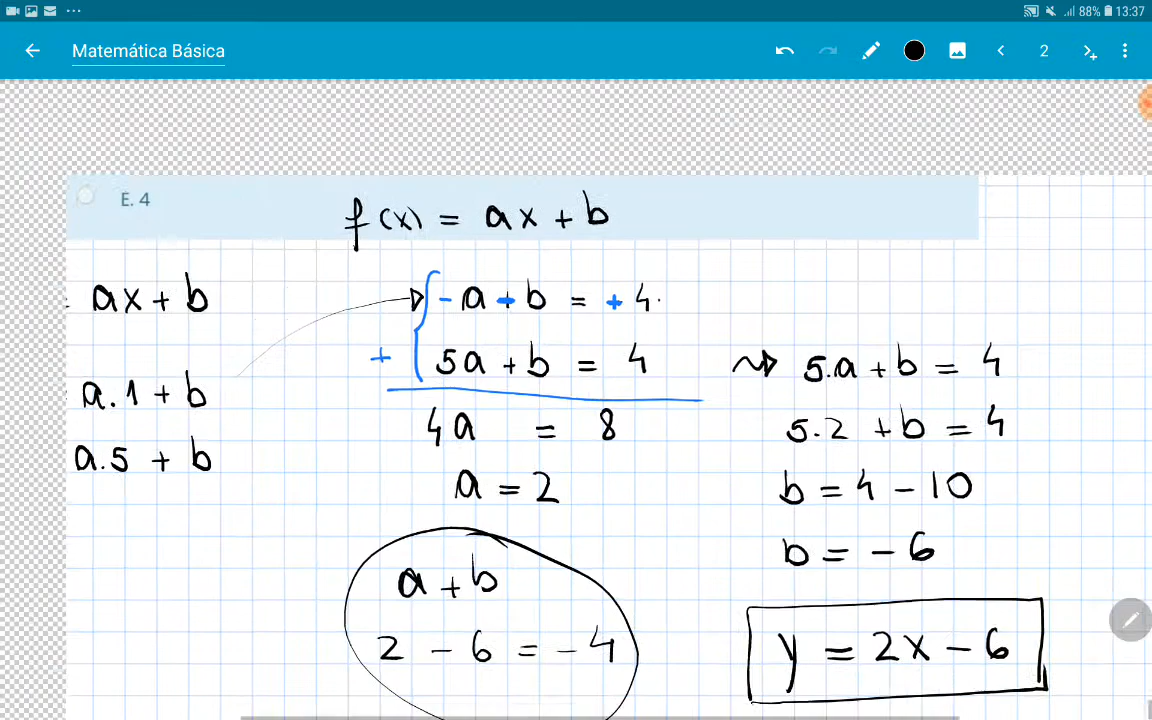 88% 13:37
Matemática Básica
2
E. 4
f(x) = ax + b
ax + b
a.1 + b
a.5 + b
- a + b = + 4.
+ 5a + b = 4
4a = 8
a = 2
a + b
2 - 6 = -4
5.a + b = 4
5.2 + b = 4
b = 4 - 10
b = - 6
y = 2x - 6